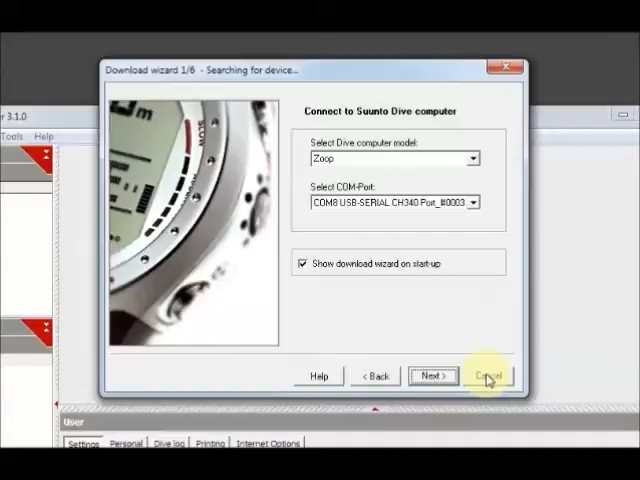 Download wizard 1/6 - Searching for device...
Connect to Suunto Dive computer
Select Dive computer model:
Zoop
Select COM-Port:
COM8 USB-SERIAL CH340 Port_#0003.
Show download wizard on start-up
Help
< Back
Next >
Cancel
r 3.1.0
Tools Help
m
SLOW
User
Settings Personal Dive log Printing Internet Options